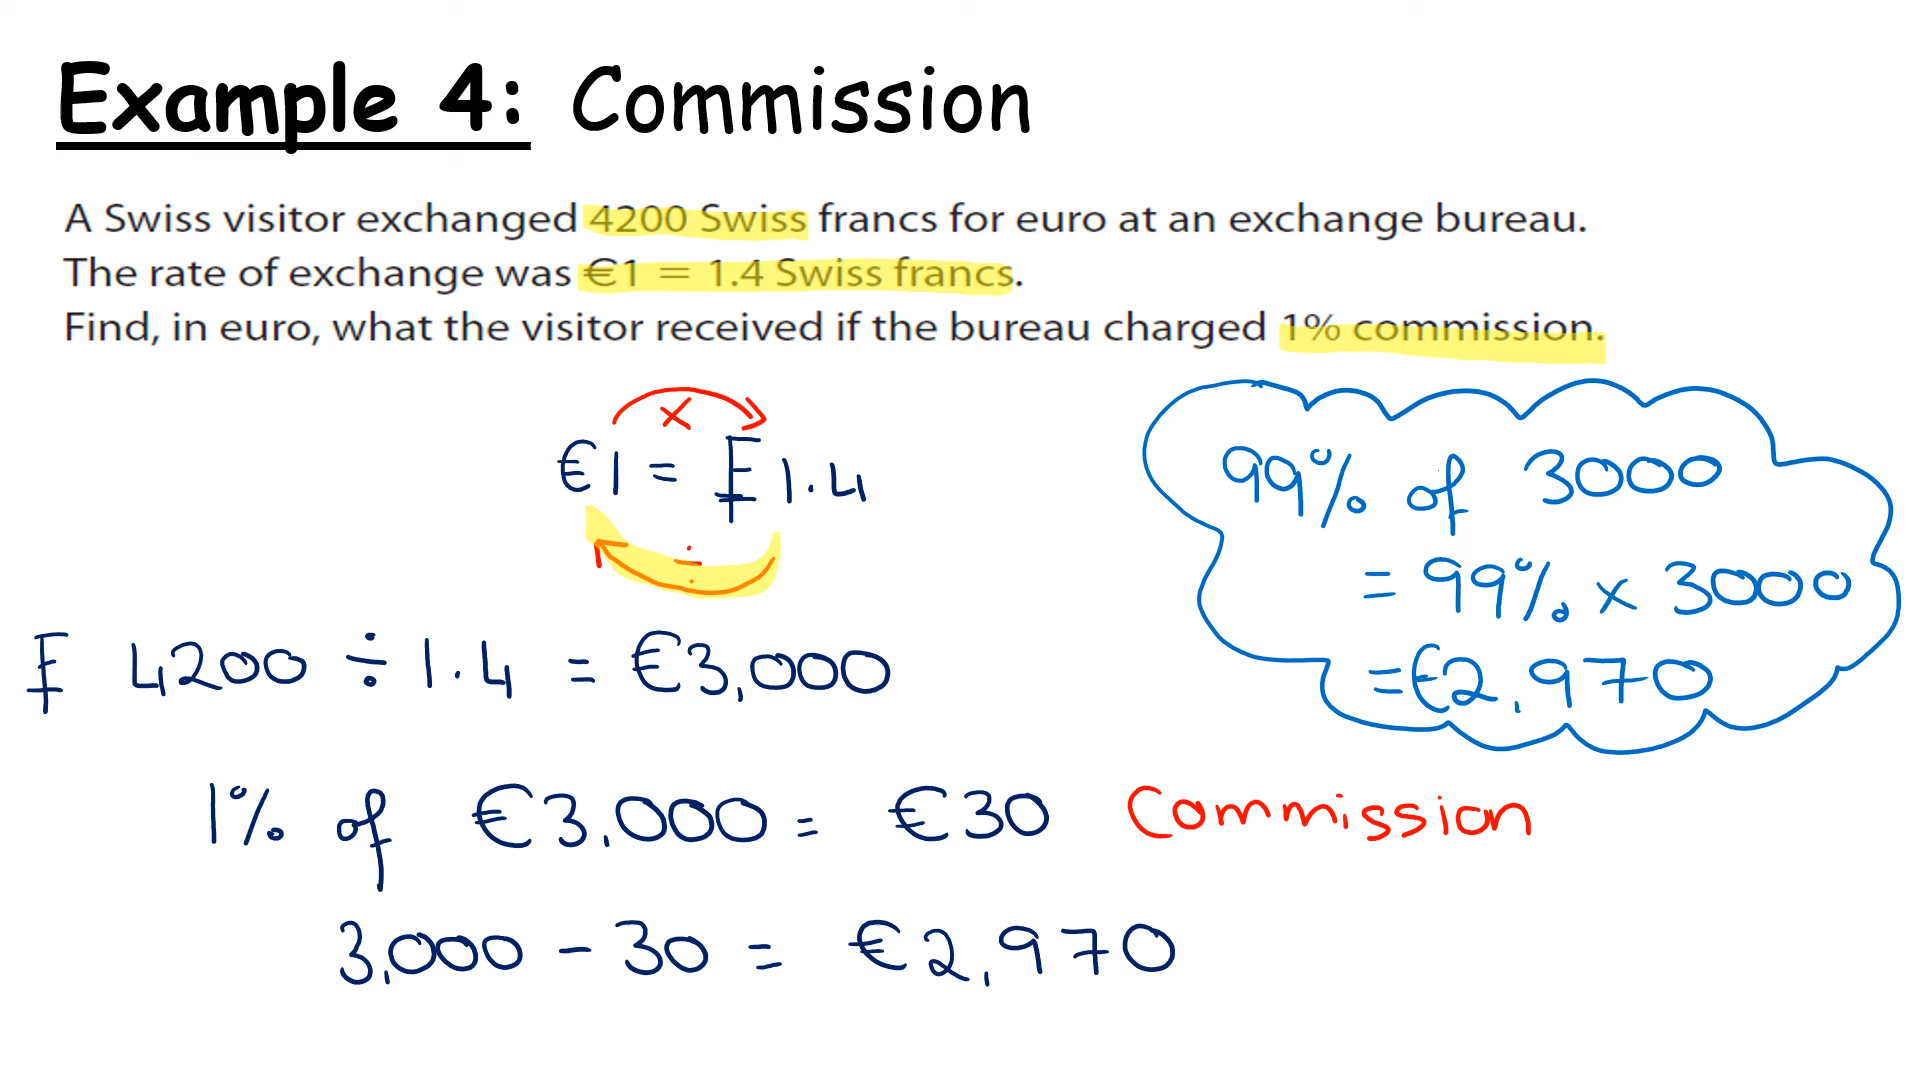 Example 4: Commission
A Swiss visitor exchanged 4200 Swiss francs for euro at an exchange bureau.
The rate of exchange was €1 = 1.4 Swiss francs.
Find, in euro, what the visitor received if the bureau charged 1% commission.
×
€1 = ₣1.4
÷
₣ 4200 ÷ 1.4 = €3,000
1% of €3,000 = €30 Commission
3,000 - 30 = €2,970
99% of 3000
= 99% × 3000
= €2,970